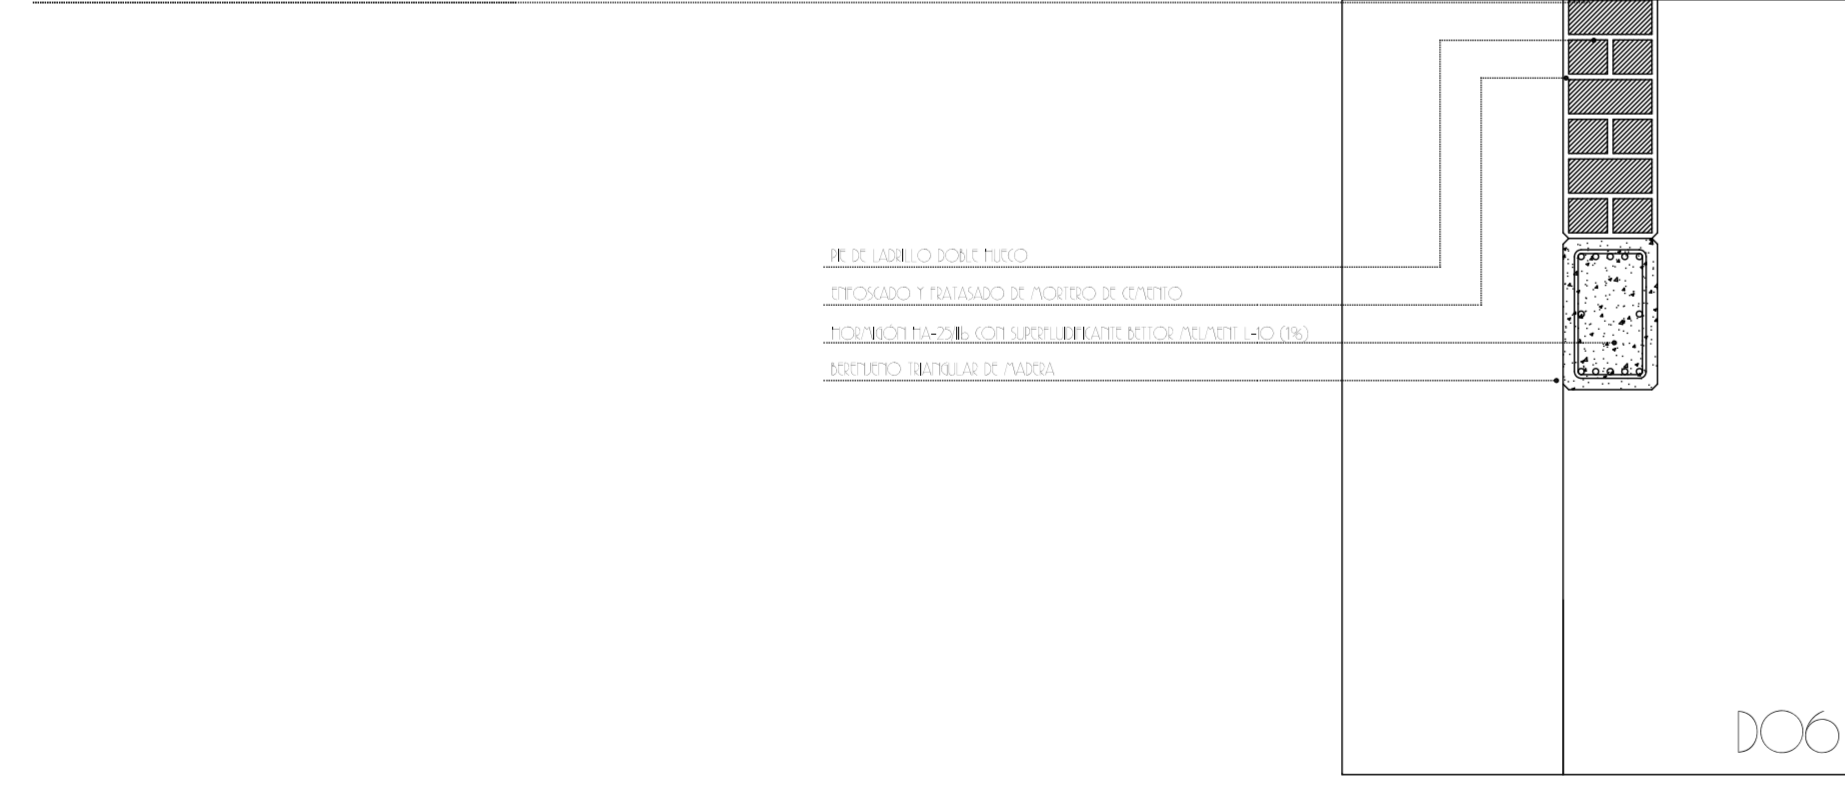 PIE DE LADRILLO DOBLE HUECO
ENFOSCADO Y FRATASADO DE MORTERO DE CEMENTO
HORMIGÓN HA-25/IIb CON SUPERFLUIDIFICANTE BETTOR MELMENT L-10 (1%)
BERENJENO TRIANGULAR DE MADERA
D06